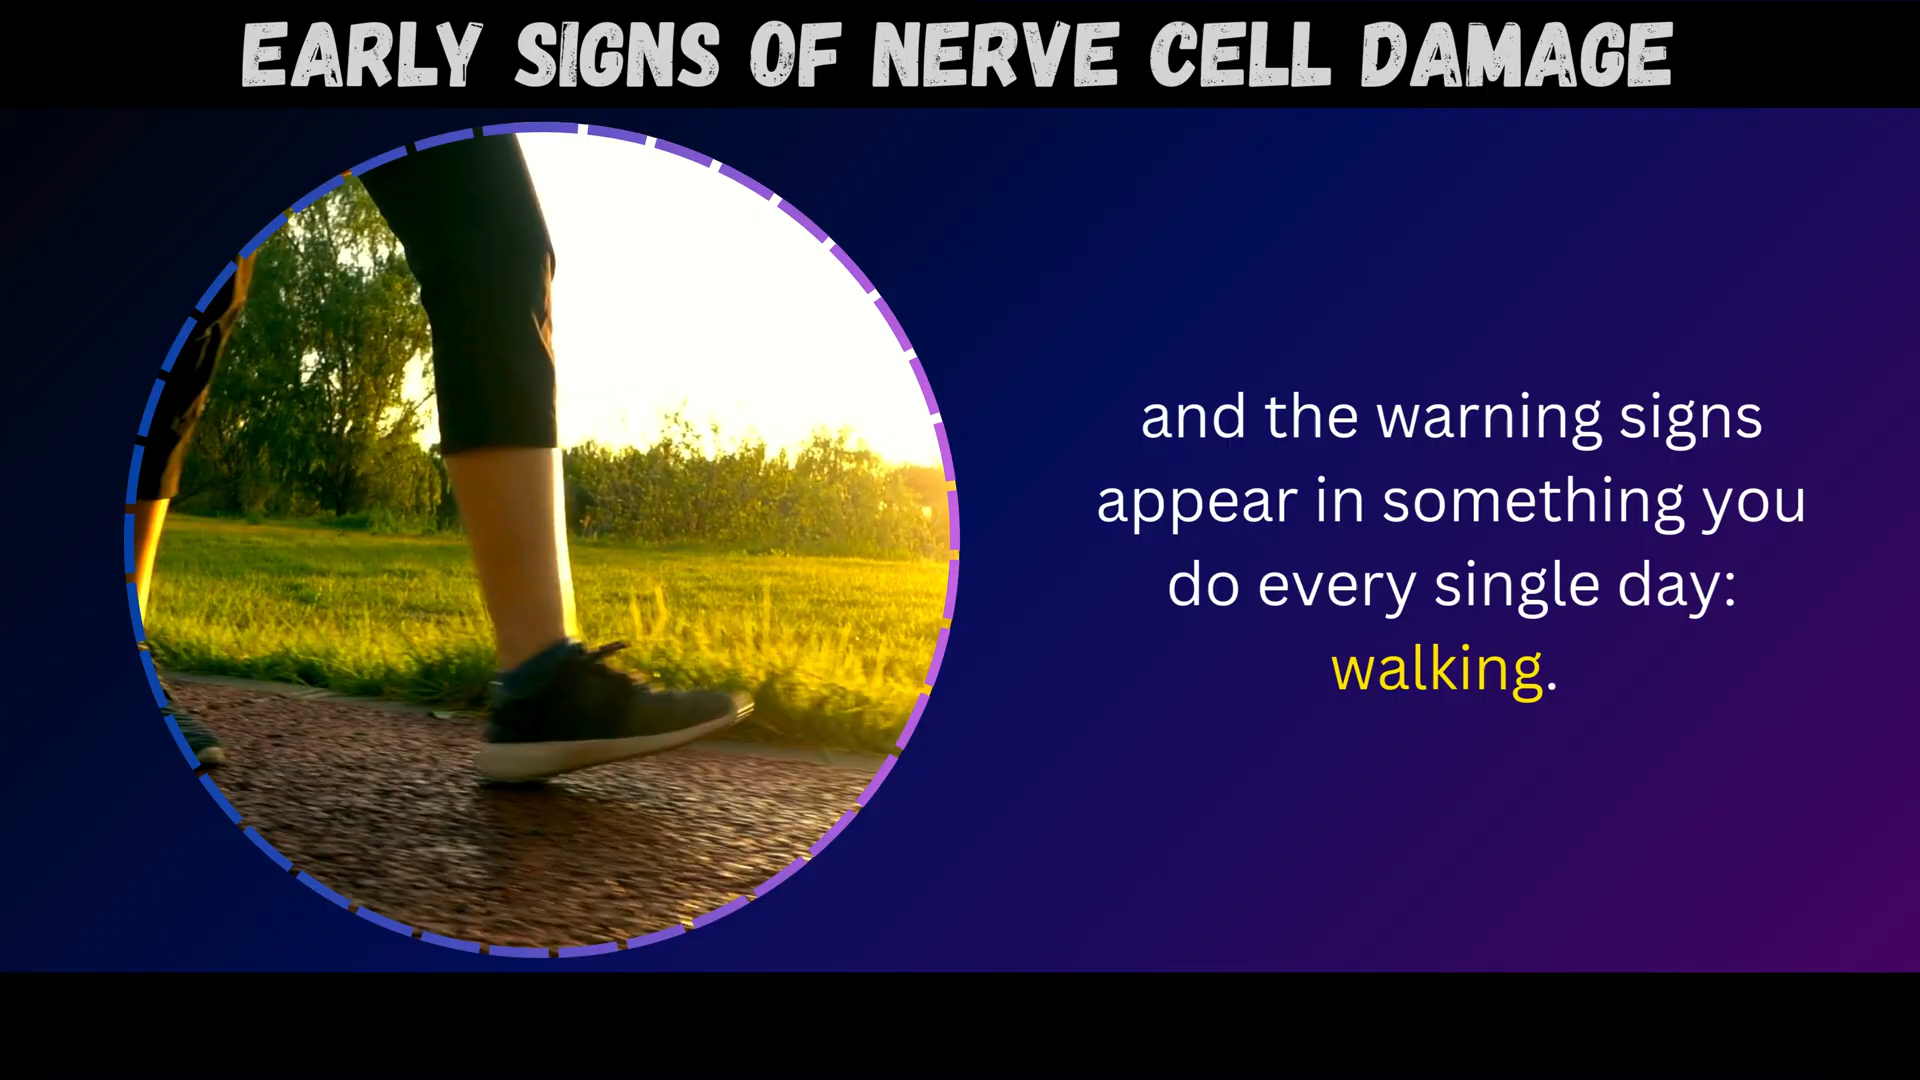 EARLY SIGNS OF NERVE CELL DAMAGE
and the warning signs
appear in something you
do every single day:
walking.